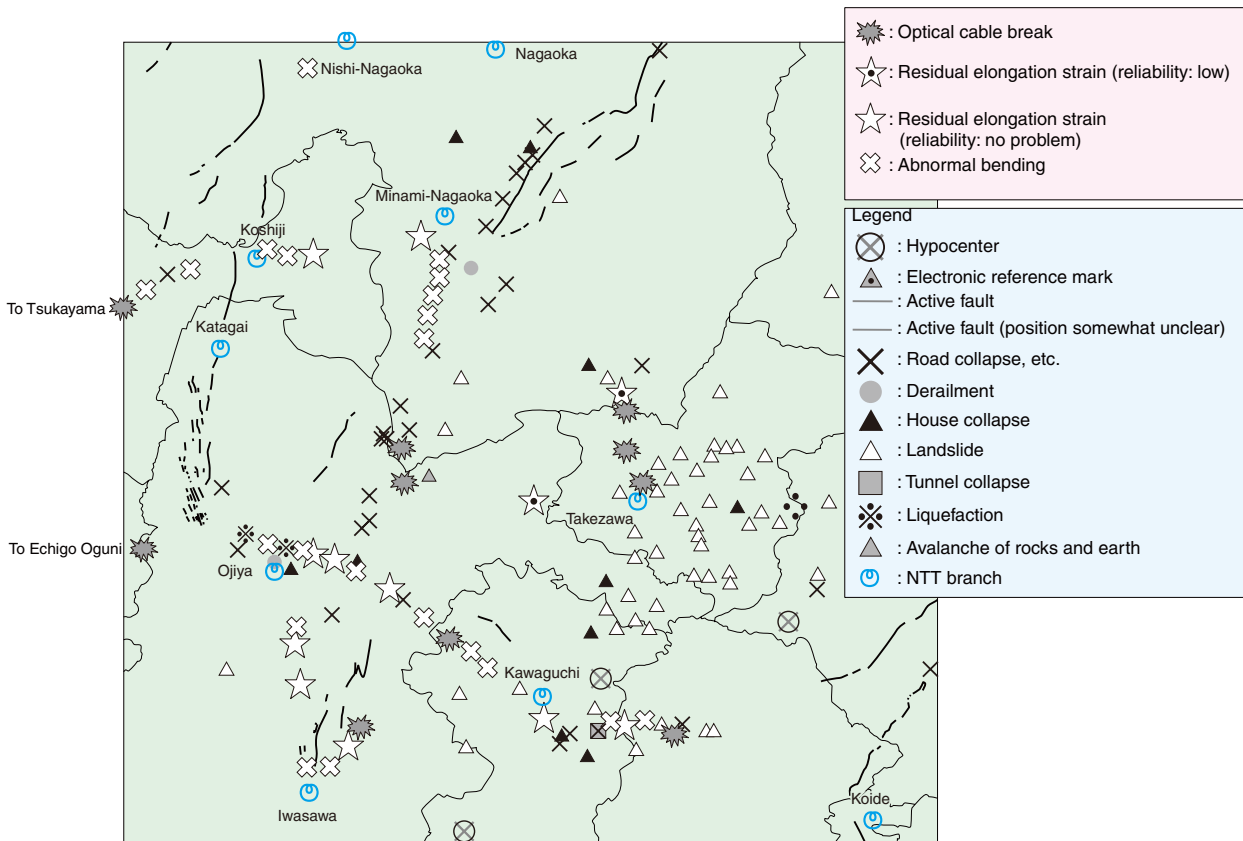 Nagaoka
Nishi-Nagaoka
Minami-Nagaoka
Koshiji
To Tsukayama
Katagai
Takezawa
To Echigo Oguni
Ojiya
Kawaguchi
Iwasawa
Koide
: Optical cable break
: Residual elongation strain (reliability: low)
: Residual elongation strain
(reliability: no problem)
: Abnormal bending
Legend
: Hypocenter
: Electronic reference mark
: Active fault
: Active fault (position somewhat unclear)
: Road collapse, etc.
: Derailment
: House collapse
: Landslide
: Tunnel collapse
: Liquefaction
: Avalanche of rocks and earth
: NTT branch